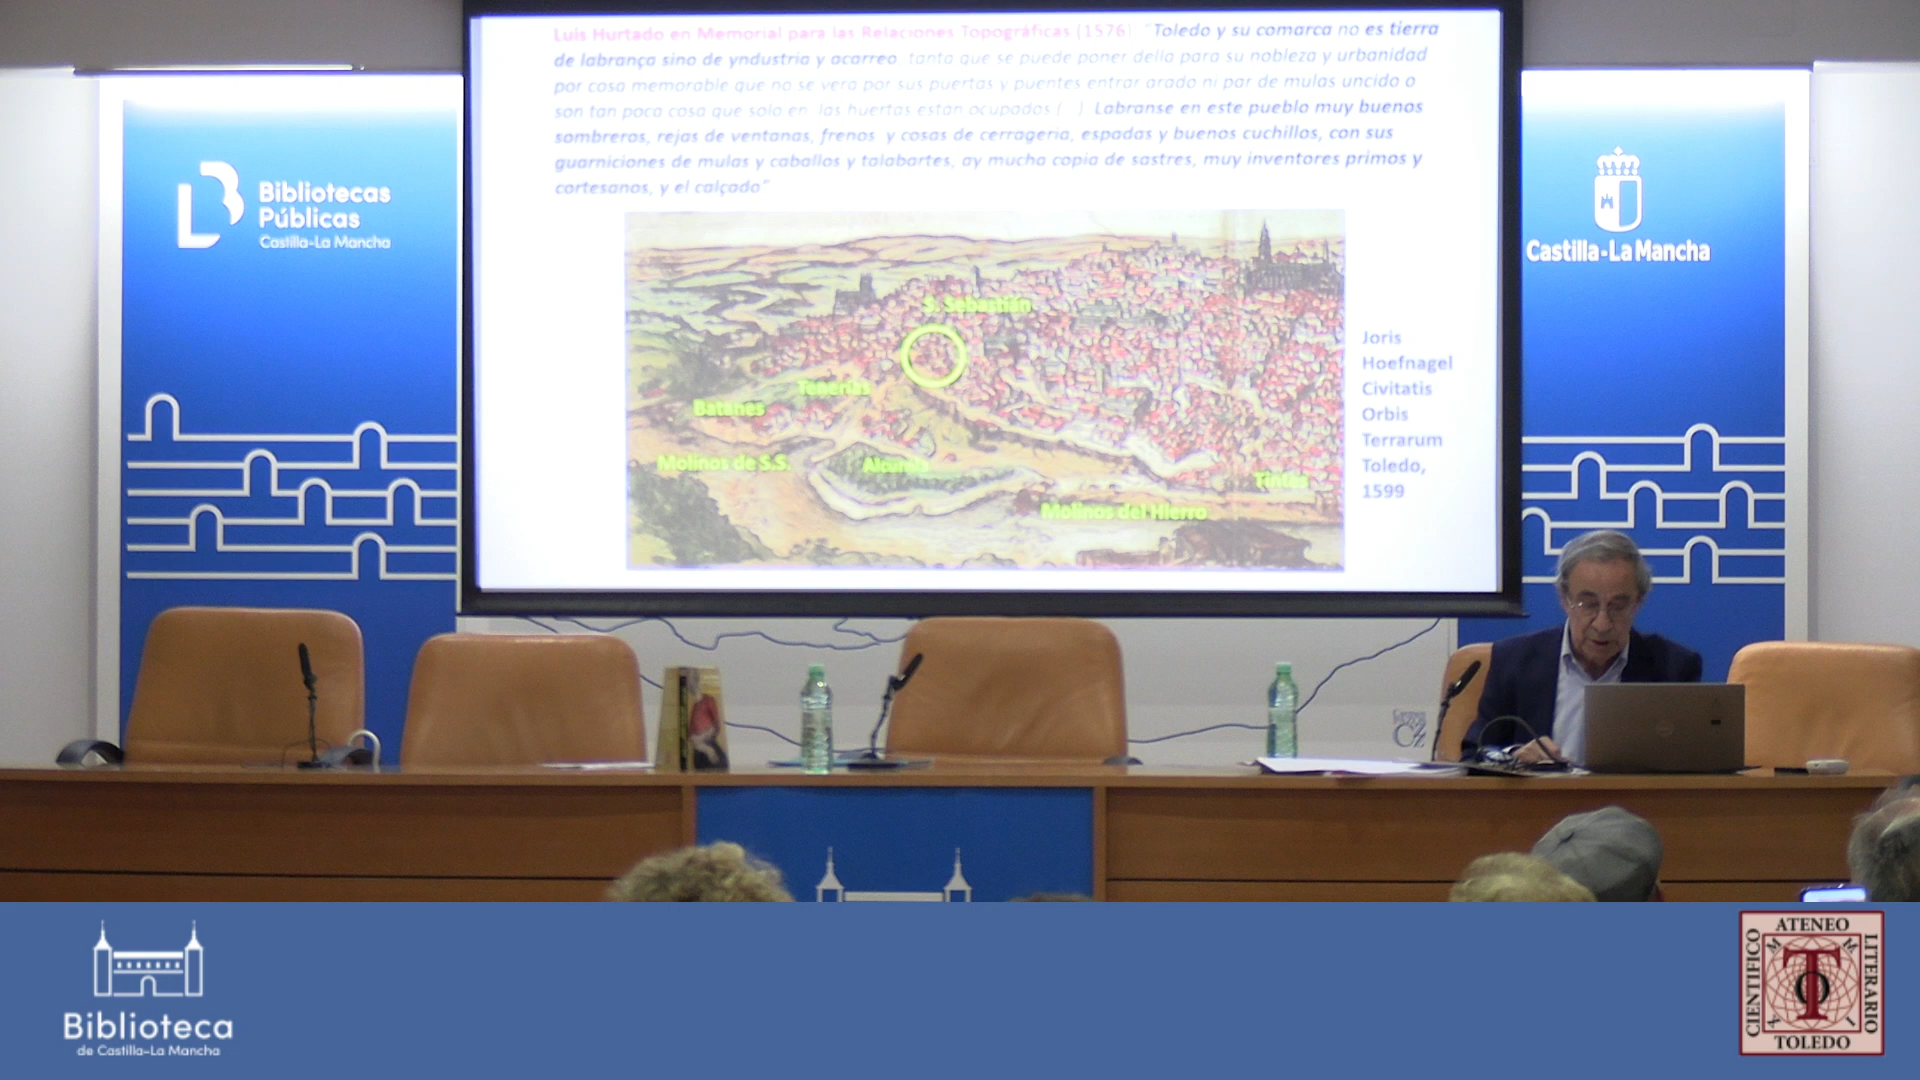 Luis Hurtado en Memorial para las Relaciones Topográficas (1576) "Toledo y su comarca no es tierra
de labrança sino de yndustria y acarreo tanta que se puede poner della para su nobleza y urbanidad
por cosa memorable que no se vera por sus puertas y puentes entrar arado ni par de mulas uncido o
son tan poca cosa que solo en las huertas estan ocupados ( ) Labranse en este pueblo muy buenos
sombreros, rejas de ventanas, frenos y cosas de cerrageria, espadas y buenos cuchillos, con sus
guarniciones de mulas y caballos y talabartes, ay mucha copia de sastres, muy inventores primos y
cortesanos, y el calçado"
Bibliotecas
Públicas
Castilla-La Mancha
Castilla-La Mancha
S. Sebastián
Tenerías
Batanes
Molinos de S.S.
Alcurnia
Tintes
Molinos del Hierro
Joris
Hoefnagel
Civitatis
Orbis
Terrarum
Toledo,
1599
Biblioteca
de Castilla-La Mancha
ATENEO
CIENTIFICO
LITERARIO
TOLEDO